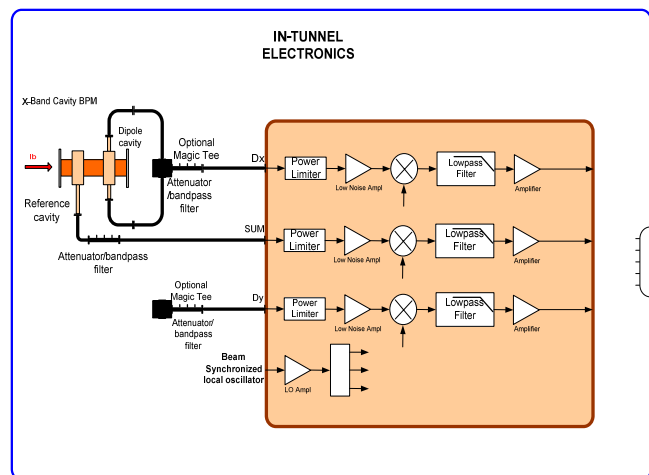 IN-TUNNEL
ELECTRONICS
X-Band Cavity BPM
Dipole
cavity
Ib
Reference
cavity
Optional
Magic Tee
Attenuator
/bandpass
filter
Dx
Power
Limiter
Low Noise Ampl
Lowpass
Filter
Amplifier
Attenuator/bandpass
filter
SUM
Power
Limiter
Low Noise Ampl
Lowpass
Filter
Amplifier
Optional
Magic Tee
Attenuator/
bandpass
filter
Dy
Power
Limiter
Low Noise Ampl
Lowpass
Filter
Amplifier
Beam
Synchronized
local oscillator
LO Ampl